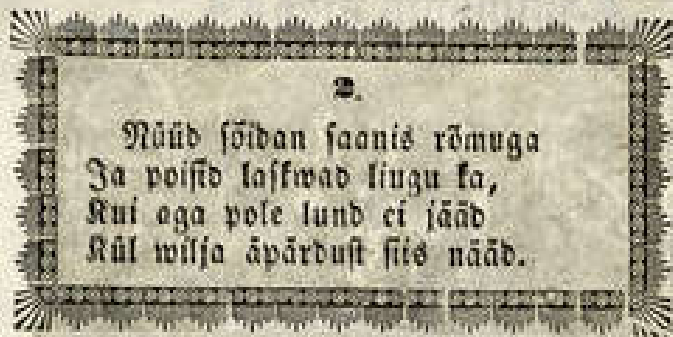 2.
Nüüd sõidan saanis rõmuga
Ja poisid laskwad liugu ka,
Kui aga pole lund ei jääd
Kül wilja äpärdust siis nääd.